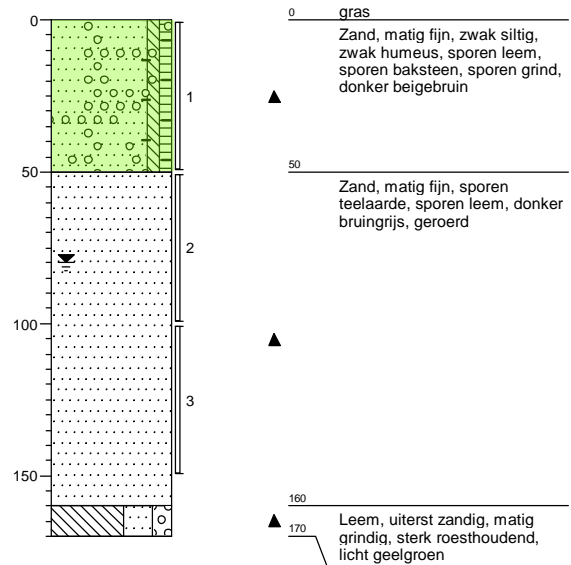 0
50
100
150
1
2
3
0
gras
Zand, matig fijn, zwak siltig,
zwak humeus, sporen leem,
sporen baksteen, sporen grind,
donker beigebruin
50
Zand, matig fijn, sporen
teelaarde, sporen leem, donker
bruingrijs, geroerd
160
Leem, uiterst zandig, matig
grindig, sterk roesthoudend,
licht geelgroen
170